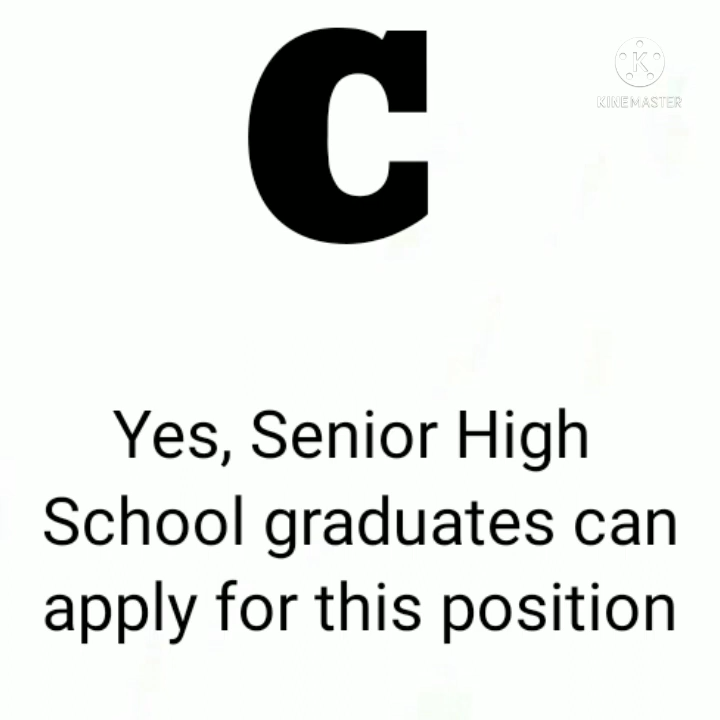 C
KINEMASTER
Yes, Senior High
School graduates can
apply for this position